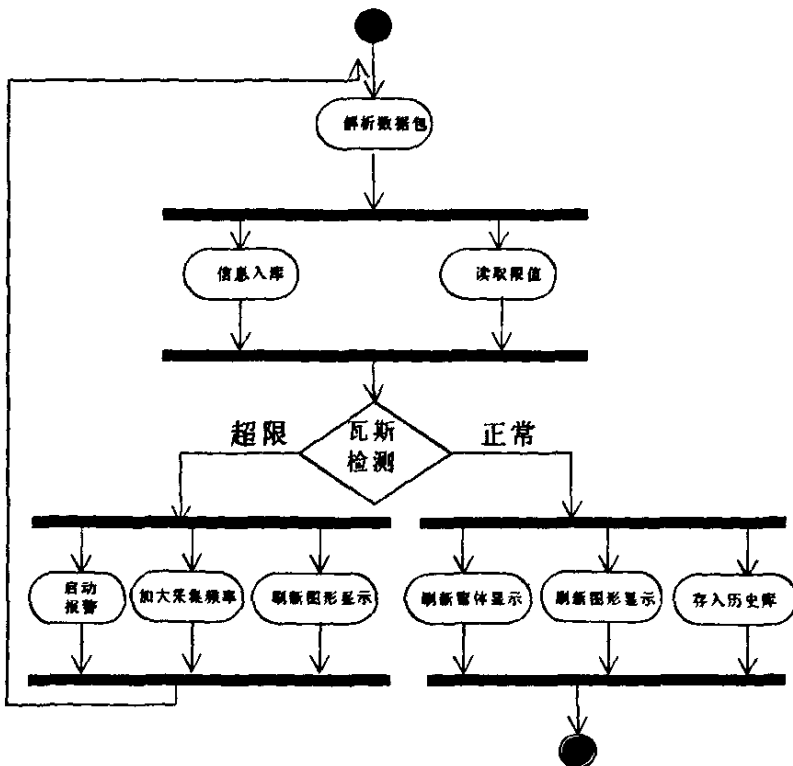 解析数据包
信息入库
读取限值
超限
瓦斯
检测
正常
启动
报警
加大采集频率
刷新图形显示
刷新窗体显示
刷新图形显示
存入历史库